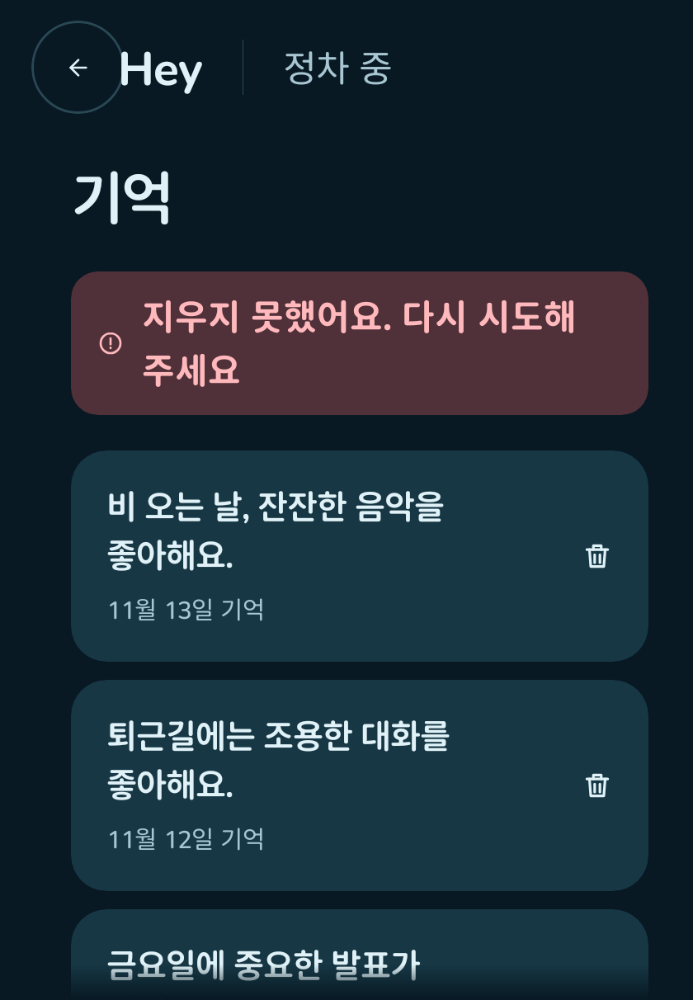 Hey 정차 중
기억
지우지 못했어요. 다시 시도해
주세요
비 오는 날, 잔잔한 음악을
좋아해요.
11월 13일 기억
퇴근길에는 조용한 대화를
좋아해요.
11월 12일 기억
금요일에 중요한 발표가